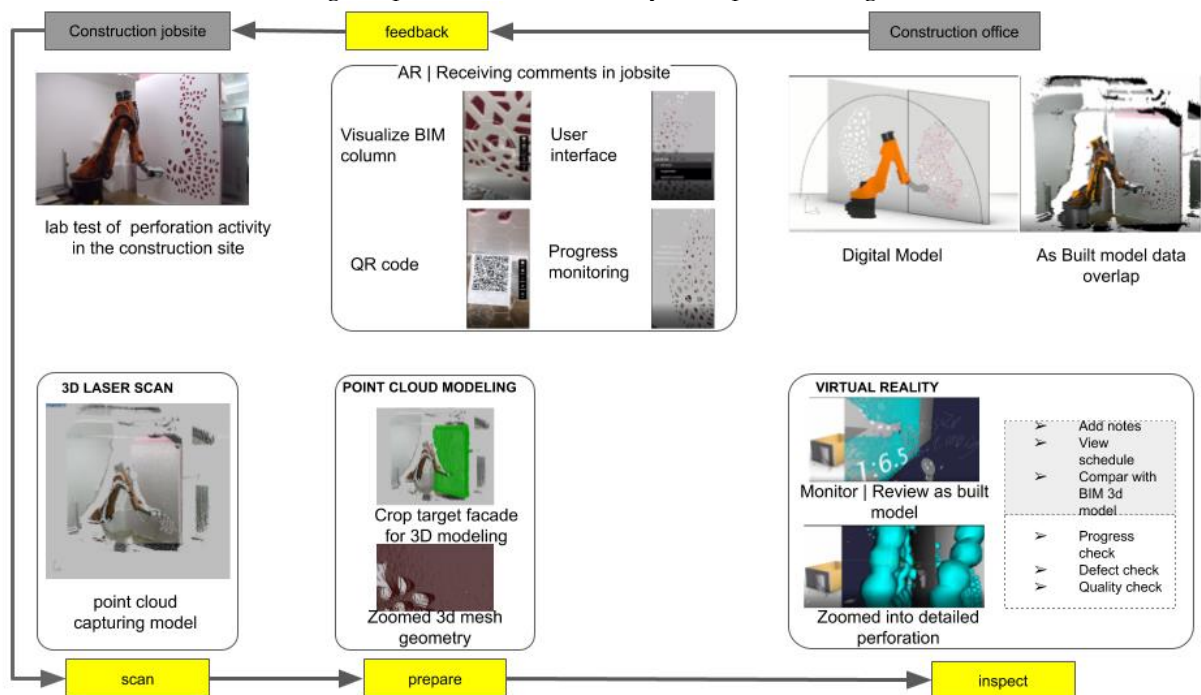 Construction jobsite
feedback
Construction office
AR | Receiving comments in jobsite
Visualize BIM
column
User
interface
QR code
Progress
monitoring
lab test of perforation activity
in the construction site
Digital Model
As Built model data
overlap
3D LASER SCAN
point cloud
capturing model
POINT CLOUD MODELING
Crop target facade
for 3D modeling
Zoomed 3d mesh
geometry
VIRTUAL REALITY
1:6.5
Monitor | Review as built
model
Zoomed into detailed
perforation
➢ Add notes
➢ View
schedule
➢ Compar with
BIM 3d
model
➢ Progress
check
➢ Defect check
➢ Quality check
scan
prepare
inspect